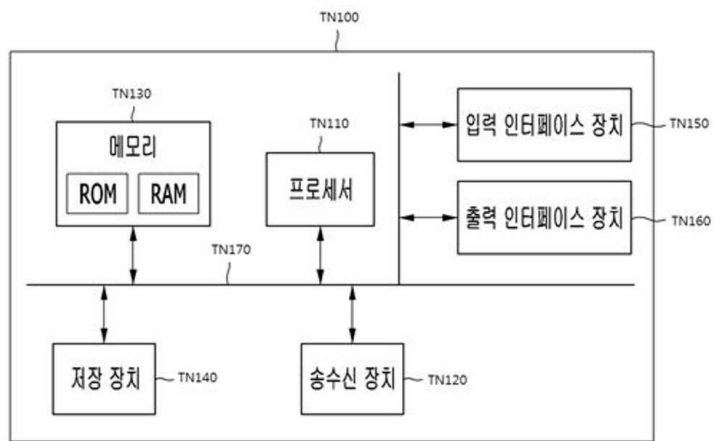 TN100
TN130
메모리
ROM RAM
TN110
프로세서
입력 인터페이스 장치
TN150
출력 인터페이스 장치
TN160
TN170
저장 장치
TN140
송수신 장치
TN120